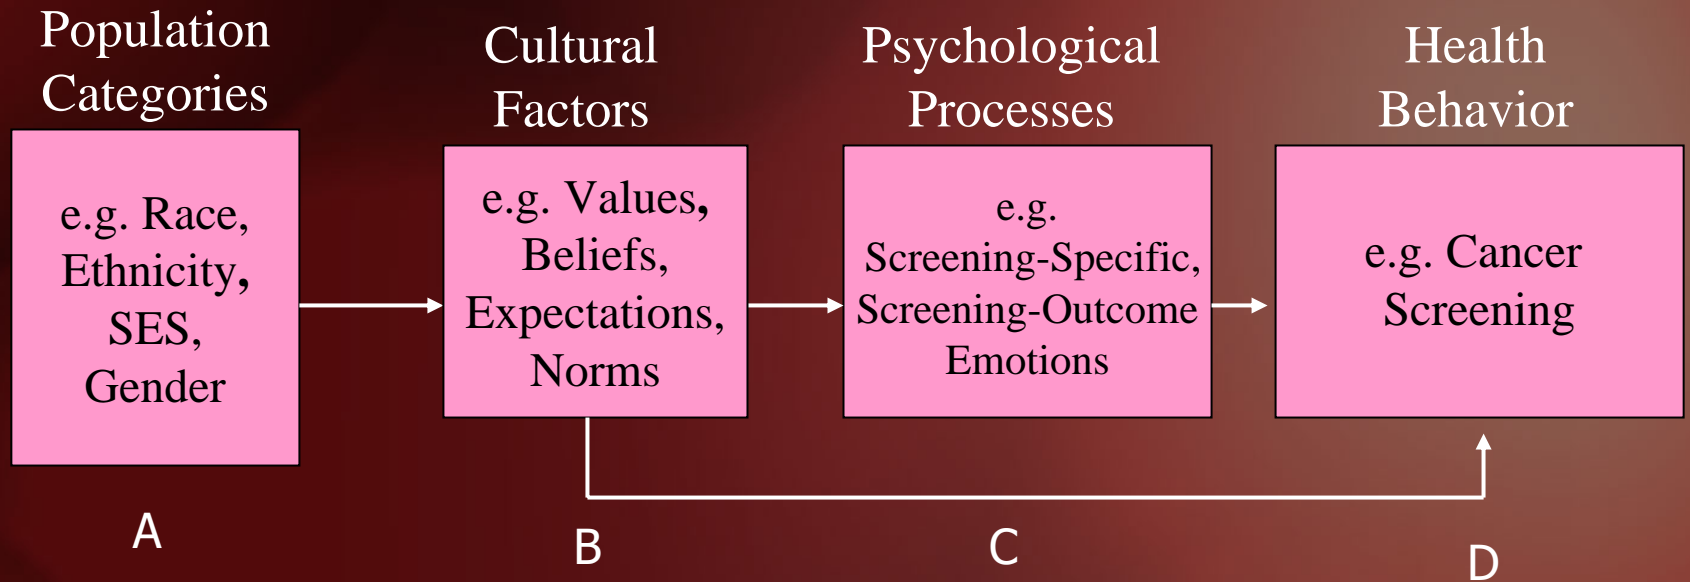 Population
Categories
e.g. Race,
Ethnicity,
SES,
Gender
A
Cultural
Factors
e.g. Values,
Beliefs,
Expectations,
Norms
B
Psychological
Processes
e.g.
Screening-Specific,
Screening-Outcome
Emotions
C
Health
Behavior
e.g. Cancer
Screening
D